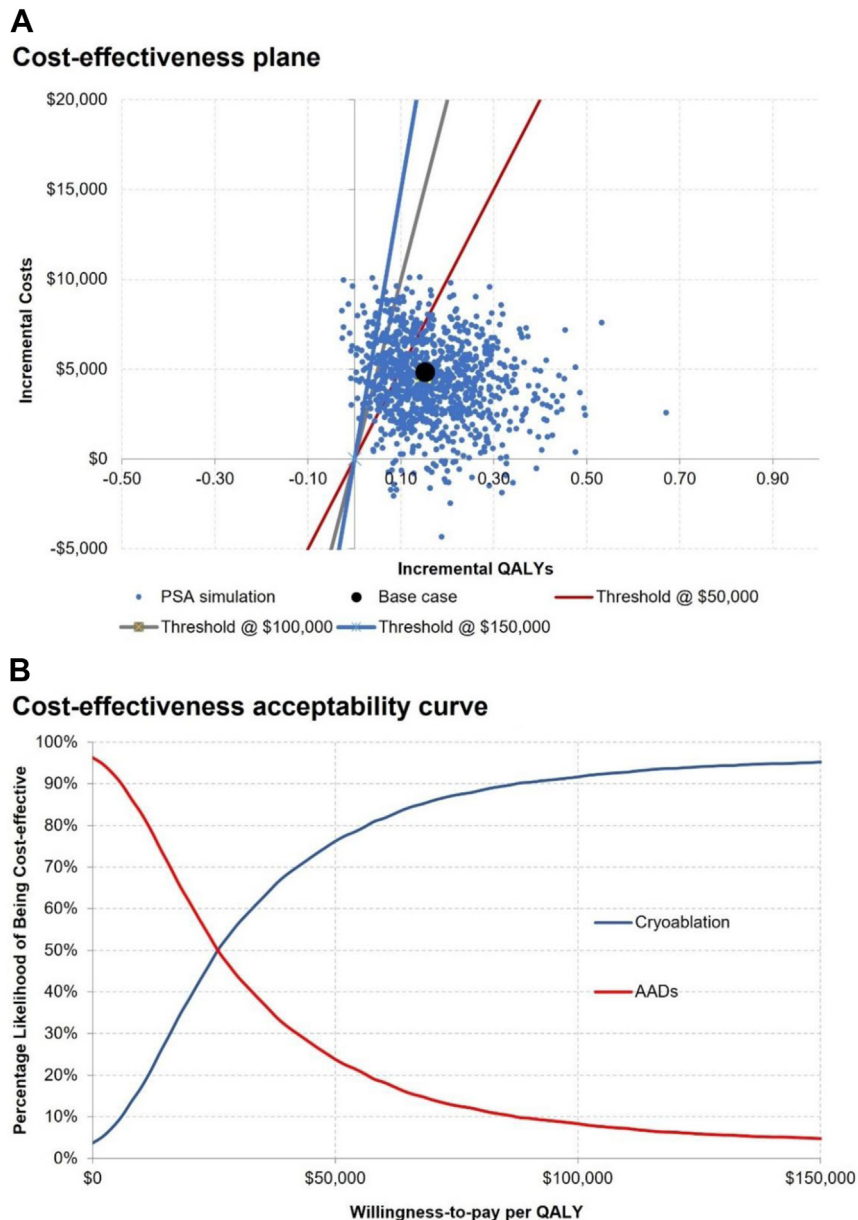 A
Cost-effectiveness plane
$20,000
$15,000
$10,000
$5,000
$0
-$5,000
Incremental Costs
-0.50 -0.30 -0.10 0.10 0.30 0.50 0.70 0.90
Incremental QALYs
PSA simulation Base case Threshold @ $50,000
Threshold @ $100,000 Threshold @ $150,000
B
Cost-effectiveness acceptability curve
100%
90%
80%
70%
60%
50%
40%
30%
20%
10%
0%
Percentage Likelihood of Being Cost-effective
Cryoablation
AADs
$0 $50,000 $100,000 $150,000
Willingness-to-pay per QALY